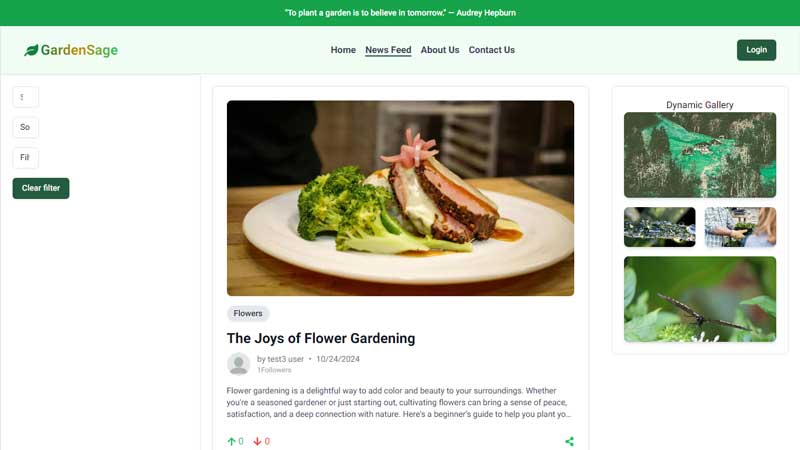 "To plant a garden is to believe in tomorrow." — Audrey Hepburn
GardenSage
Home
News Feed
About Us
Contact Us
Login
So
Clear filter
Dynamic Gallery
Flowers
The Joys of Flower Gardening
by test3 user • 10/24/2024
1Followers
Flower gardening is a delightful way to add color and beauty to your surroundings. Whether
you're a seasoned gardener or just starting out, cultivating flowers can bring a sense of peace,
satisfaction, and a deep connection with nature. Here's a beginner's guide to help you plant yo...
0
0